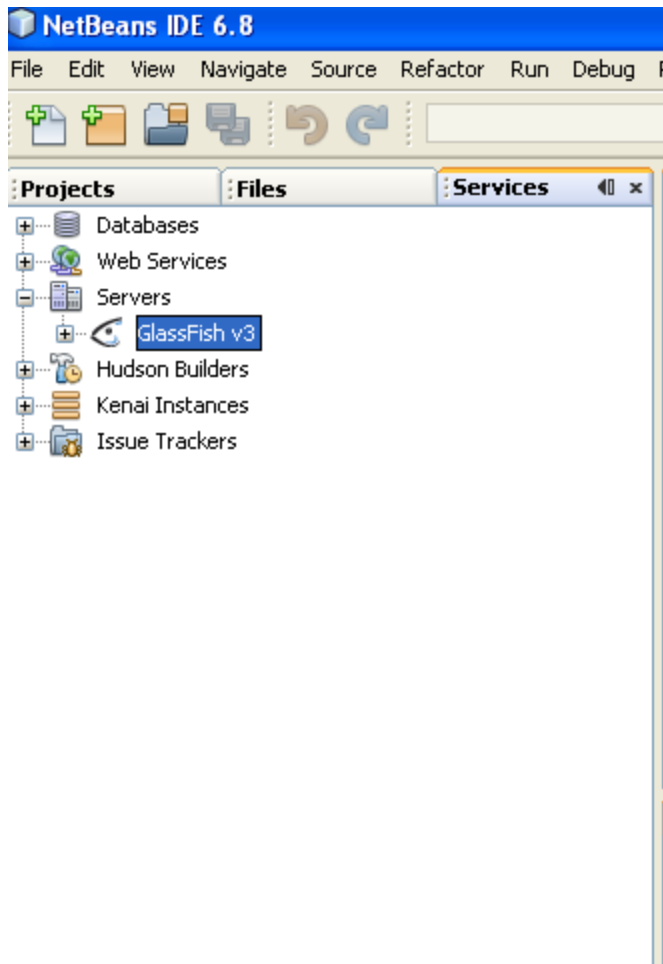 NetBeans IDE 6.8
File Edit View Navigate Source Refactor Run Debug
Projects Files Services
Databases
Web Services
Servers
GlassFish v3
Hudson Builders
Kenai Instances
Issue Trackers